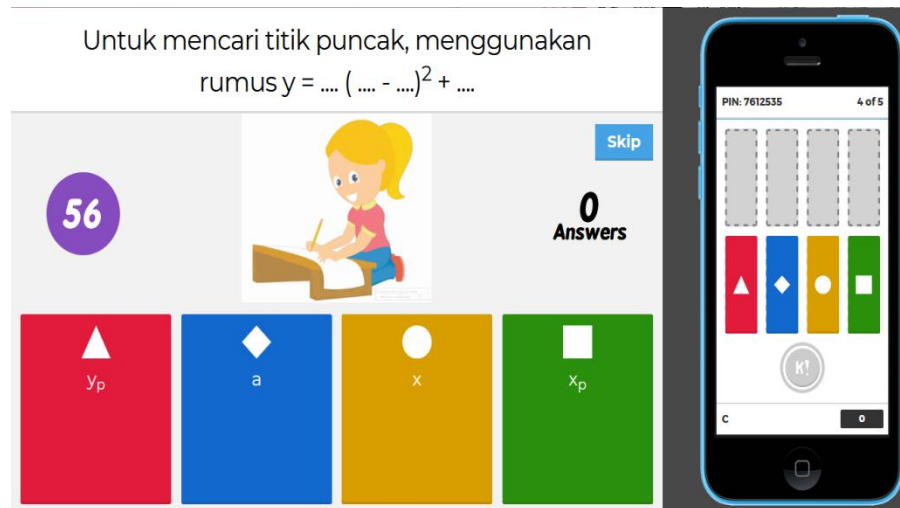 Untuk mencari titik puncak, menggunakan
rumus y = .... ( .... - ....)² + ....
Skip
56
0
Answers
yₚ
a
x
xₚ
PIN: 7612535
4 of 5
K!
C
0